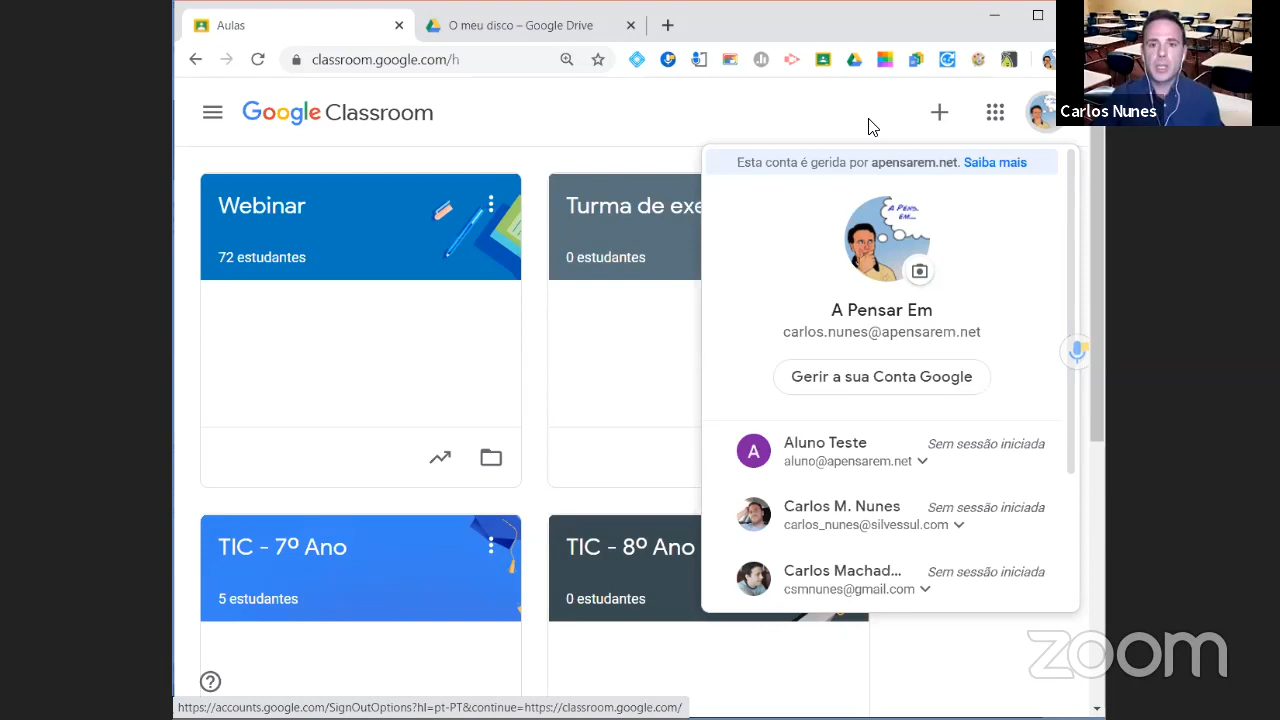 Aulas
O meu disco – Google Drive
classroom.google.com/h
Carlos Nunes
Google Classroom
Esta conta é gerida por apensarem.net. Saiba mais
Webinar
72 estudantes
Turma de exe
0 estudantes
A PENS..
EM...
A Pensar Em
carlos.nunes@apensarem.net
Gerir a sua Conta Google
A
Aluno Teste
Sem sessão iniciada
aluno@apensarem.net
Carlos M. Nunes
Sem sessão iniciada
carlos_nunes@silvessul.com
Carlos Machad...
Sem sessão iniciada
csmnunes@gmail.com
TIC - 7º Ano
5 estudantes
TIC - 8º Ano
0 estudantes
zoom
https://accounts.google.com/SignOutOptions?hl=pt-PT&continue=https://classroom.google.com/